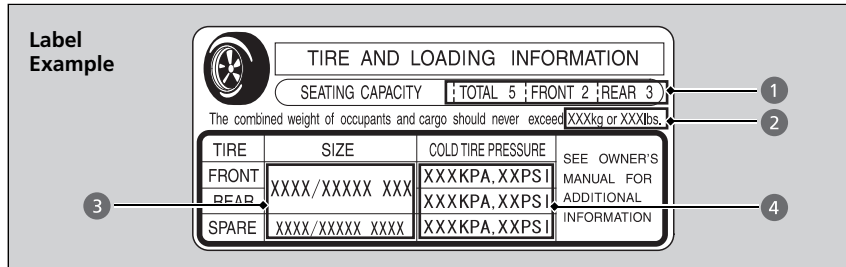 Label
Example
TIRE AND LOADING INFORMATION
SEATING CAPACITY TOTAL 5 FRONT 2 REAR 3
1
The combined weight of occupants and cargo should never exceed XXXkg or XXXlbs.
2
TIRE SIZE COLD TIRE PRESSURE
SEE OWNER'S
MANUAL FOR
ADDITIONAL
INFORMATION
FRONT XXXX/XXXXX XXX XXXKPA,XXPSI
REAR XXXKPA,XXPSI
3
4
SPARE XXXX/XXXXX XXXX XXXKPA,XXPSI